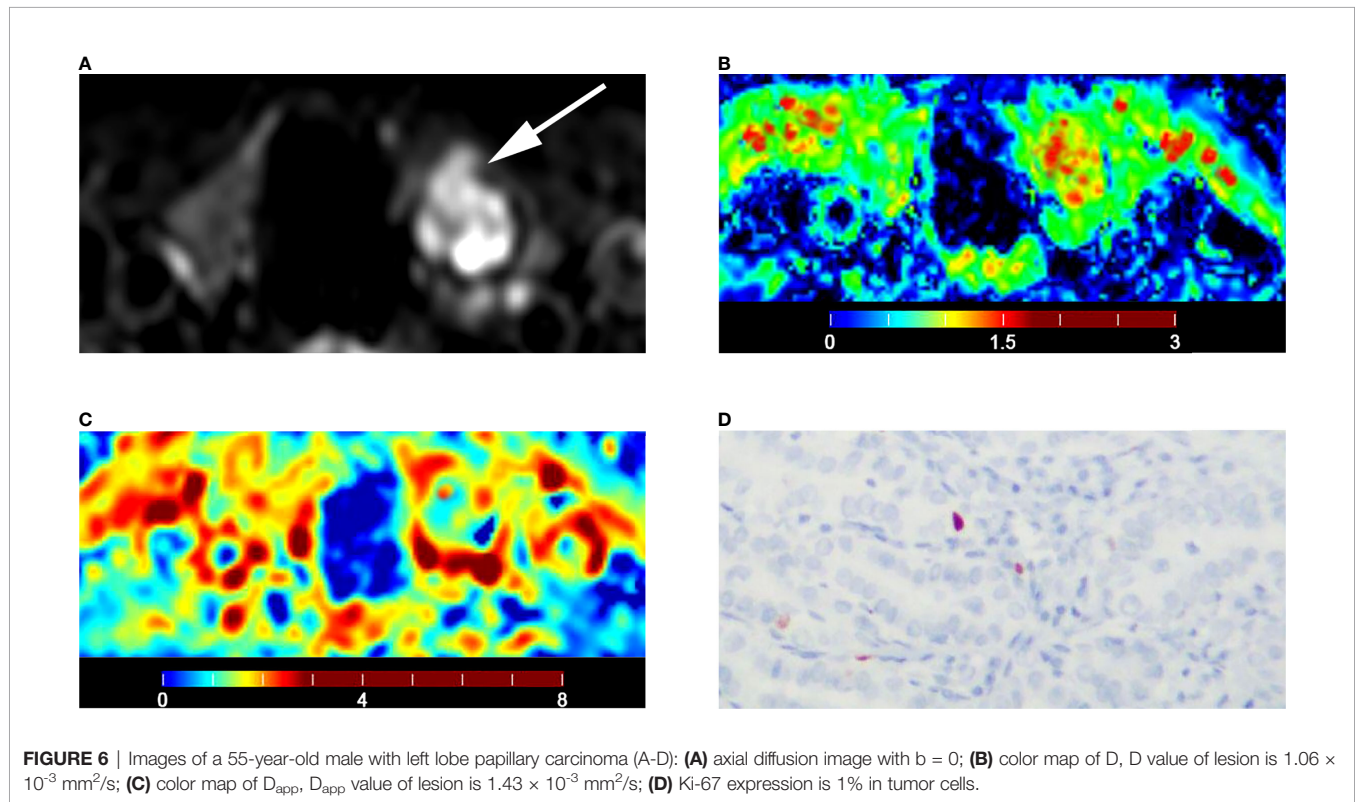 A
B
0 1.5 3
C
D
0 4 8
FIGURE 6 | Images of a 55-year-old male with left lobe papillary carcinoma (A-D): (A) axial diffusion image with b = 0; (B) color map of D, D value of lesion is 1.06 ×
10⁻³ mm²/s; (C) color map of Dₐₚₚ, Dₐₚₚ value of lesion is 1.43 × 10⁻³ mm²/s; (D) Ki-67 expression is 1% in tumor cells.